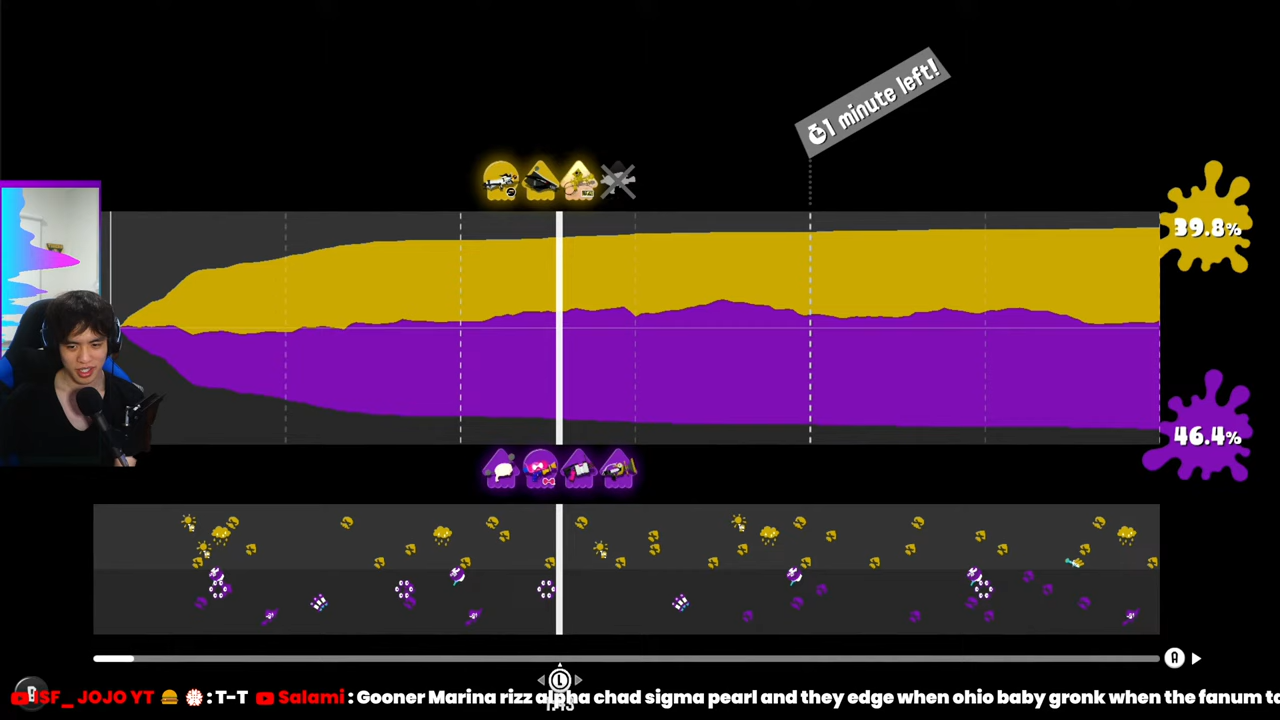 1 minute left!
39.8%
46.4%
A
L
ISF_JOJO YT : T-T Salami : Gooner Marina rizz alpha chad sigma pearl and they edge when ohio baby gronk when the fanum ta